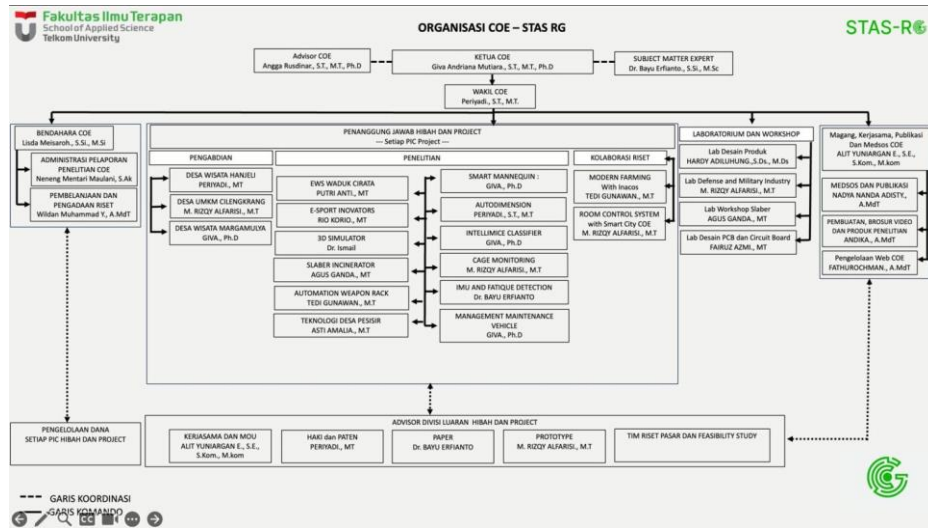 Fakultas Ilmu Terapan
School of Applied Science
Telkom University
ORGANISASI COE – STAS RG
STAS-RG
Advisor COE
Angga Rusdinar., S.T., M.T., Ph.D
KETUA COE
Giva Andriana Mutiara., S.T., M.T., Ph.D
SUBJECT MATTER EXPERT
Dr. Bayu Erfianto., S.Si., M.Sc
WAKIL COE
Periyadi., S.T., M.T.
BENDAHARA COE
Lisda Meisaroh., S.Si., M.Si
ADMINISTRASI PELAPORAN
PENELITIAN COE
Neneng Mentari Maulani, S.Ak
PEMBELANJAAN DAN
PENGADAAN RISET
Wildan Muhammad Y., A.MdT
PENANGGUNG JAWAB HIBAH DAN PROJECT
--- Setiap PIC Project ---
PENGABDIAN
DESA WISATA HANJELI
PERIYADI., MT
DESA UMKM CILENGKRANG
M. RIZQY ALFARISI., M.T
DESA WISATA MARGAMULYA
GIVA., Ph.D
PENELITIAN
EWS WADUK CIRATA
PUTRI ANTI., MT
E-SPORT INOVATORS
RIO KORIO., MT
3D SIMULATOR
Dr. Ismail
SLABER INCINERATOR
AGUS GANDA., MT
AUTOMATION WEAPON RACK
TEDI GUNAWAN., M.T
TEKNOLOGI DESA PESISIR
ASTI AMALIA., M.T
SMART MANNEQUIN :
GIVA., Ph.D
AUTODIMENSION
PERIYADI., S.T., M.T
INTELLIMICE CLASSIFIER
GIVA., Ph.D
CAGE MONITORING
M. RIZQY ALFARISI., M.T
IMU AND FATIQUE DETECTION
Dr. BAYU ERFIANTO
MANAGEMENT MAINTENANCE
VEHICLE
GIVA., Ph.D
KOLABORASI RISET
MODERN FARMING
With Inacos
TEDI GUNAWAN., M.T
ROOM CONTROL SYSTEM
with Smart City COE
M. RIZQY ALFARISI., M.T
LABORATORIUM DAN WORKSHOP
Lab Desain Produk
HARDY ADILUHUNG.,S.Ds., M.Ds
Lab Defense and Military Industry
M. RIZQY ALFARISI., M.T
Lab Workshop Slaber
AGUS GANDA., MT
Lab Desain PCB dan Circuit Board
FAIRUZ AZMI., MT
Magang, Kerjasama, Publikasi
Dan Medsos COE
ALIT YUNIARGAN E., S.E.,
S.Kom., M.kom
MEDSOS DAN PUBLIKASI
NADYA NANDA ADISTY.,
A.MdT
PEMBUATAN, BROSUR VIDEO
DAN PRODUK PENELITIAN
ANDIKA., A.MdT
Pengelolaan Web COE
FATHUROCHMAN., A.MdT
PENGELOLAAN DANA
SETIAP PIC HIBAH DAN PROJECT
ADVISOR DIVISI LUARAN HIBAH DAN PROJECT
KERJASAMA DAN MOU
ALIT YUNIARGAN E., S.E.,
S.Kom., M.kom
HAKI dan PATEN
PERIYADI., MT
PAPER
Dr. BAYU ERFIANTO
PROTOTYPE
M. RIZQY ALFARISI., M.T
TIM RISET PASAR DAN FEASIBILITY STUDY
GARIS KOORDINASI
GARIS KOMANDO
CC